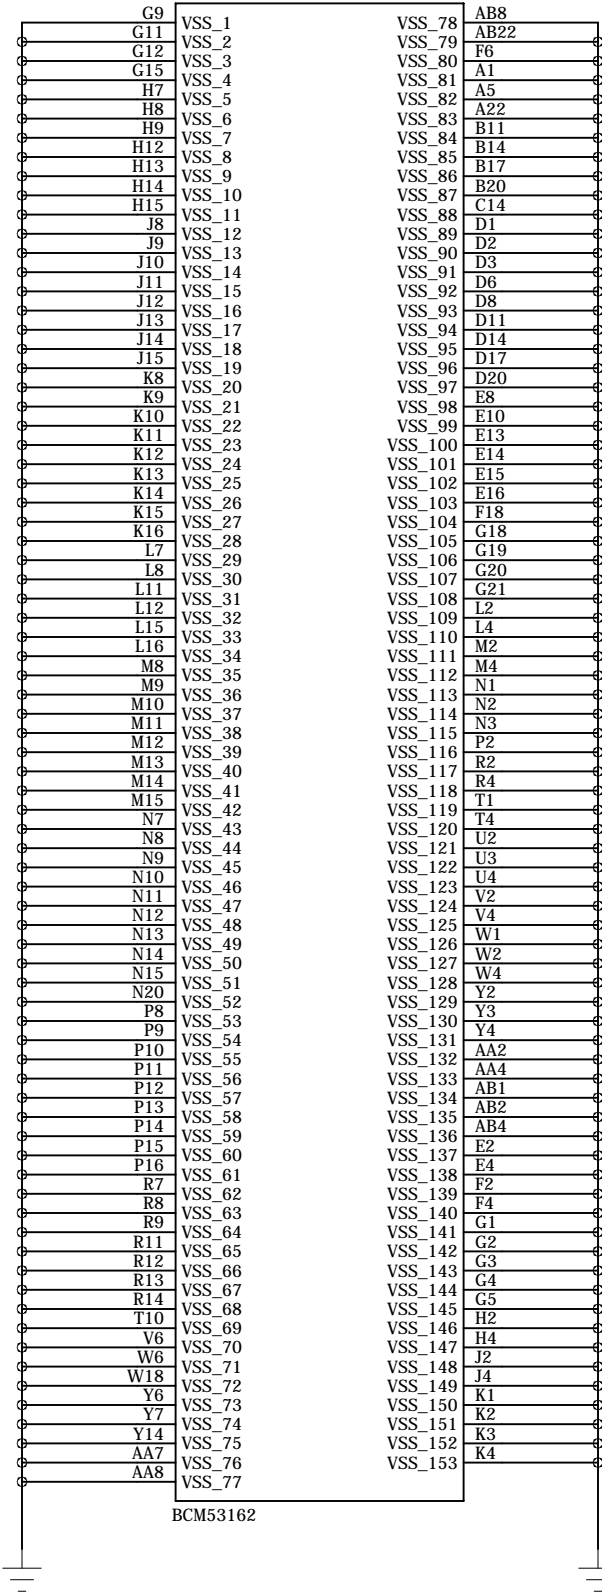 G9 VSS_1 VSS_78 AB8
G11 VSS_2 VSS_79 AB22
G12 VSS_3 VSS_80 F6
G15 VSS_4 VSS_81 A1
H7 VSS_5 VSS_82 A5
H8 VSS_6 VSS_83 A22
H9 VSS_7 VSS_84 B11
H12 VSS_8 VSS_85 B14
H13 VSS_9 VSS_86 B17
H14 VSS_10 VSS_87 B20
H15 VSS_11 VSS_88 C14
J8 VSS_12 VSS_89 D1
J9 VSS_13 VSS_90 D2
J10 VSS_14 VSS_91 D3
J11 VSS_15 VSS_92 D6
J12 VSS_16 VSS_93 D8
J13 VSS_17 VSS_94 D11
J14 VSS_18 VSS_95 D14
J15 VSS_19 VSS_96 D17
K8 VSS_20 VSS_97 D20
K9 VSS_21 VSS_98 E8
K10 VSS_22 VSS_99 E10
K11 VSS_23 VSS_100 E13
K12 VSS_24 VSS_101 E14
K13 VSS_25 VSS_102 E15
K14 VSS_26 VSS_103 E16
K15 VSS_27 VSS_104 F18
K16 VSS_28 VSS_105 G18
L7 VSS_29 VSS_106 G19
L8 VSS_30 VSS_107 G20
L11 VSS_31 VSS_108 G21
L12 VSS_32 VSS_109 L2
L15 VSS_33 VSS_110 L4
L16 VSS_34 VSS_111 M2
M8 VSS_35 VSS_112 M4
M9 VSS_36 VSS_113 N1
M10 VSS_37 VSS_114 N2
M11 VSS_38 VSS_115 N3
M12 VSS_39 VSS_116 P2
M13 VSS_40 VSS_117 R2
M14 VSS_41 VSS_118 R4
M15 VSS_42 VSS_119 T1
N7 VSS_43 VSS_120 T4
N8 VSS_44 VSS_121 U2
N9 VSS_45 VSS_122 U3
N10 VSS_46 VSS_123 U4
N11 VSS_47 VSS_124 V2
N12 VSS_48 VSS_125 V4
N13 VSS_49 VSS_126 W1
N14 VSS_50 VSS_127 W2
N15 VSS_51 VSS_128 W4
N20 VSS_52 VSS_129 Y2
P8 VSS_53 VSS_130 Y3
P9 VSS_54 VSS_131 Y4
P10 VSS_55 VSS_132 AA2
P11 VSS_56 VSS_133 AA4
P12 VSS_57 VSS_134 AB1
P13 VSS_58 VSS_135 AB2
P14 VSS_59 VSS_136 AB4
P15 VSS_60 VSS_137 E2
P16 VSS_61 VSS_138 E4
R7 VSS_62 VSS_139 F2
R8 VSS_63 VSS_140 F4
R9 VSS_64 VSS_141 G1
R11 VSS_65 VSS_142 G2
R12 VSS_66 VSS_143 G3
R13 VSS_67 VSS_144 G4
R14 VSS_68 VSS_145 G5
T10 VSS_69 VSS_146 H2
V6 VSS_70 VSS_147 H4
W6 VSS_71 VSS_148 J2
W18 VSS_72 VSS_149 J4
Y6 VSS_73 VSS_150 K1
Y7 VSS_74 VSS_151 K2
Y14 VSS_75 VSS_152 K3
AA7 VSS_76 VSS_153 K4
AA8 VSS_77
BCM53162